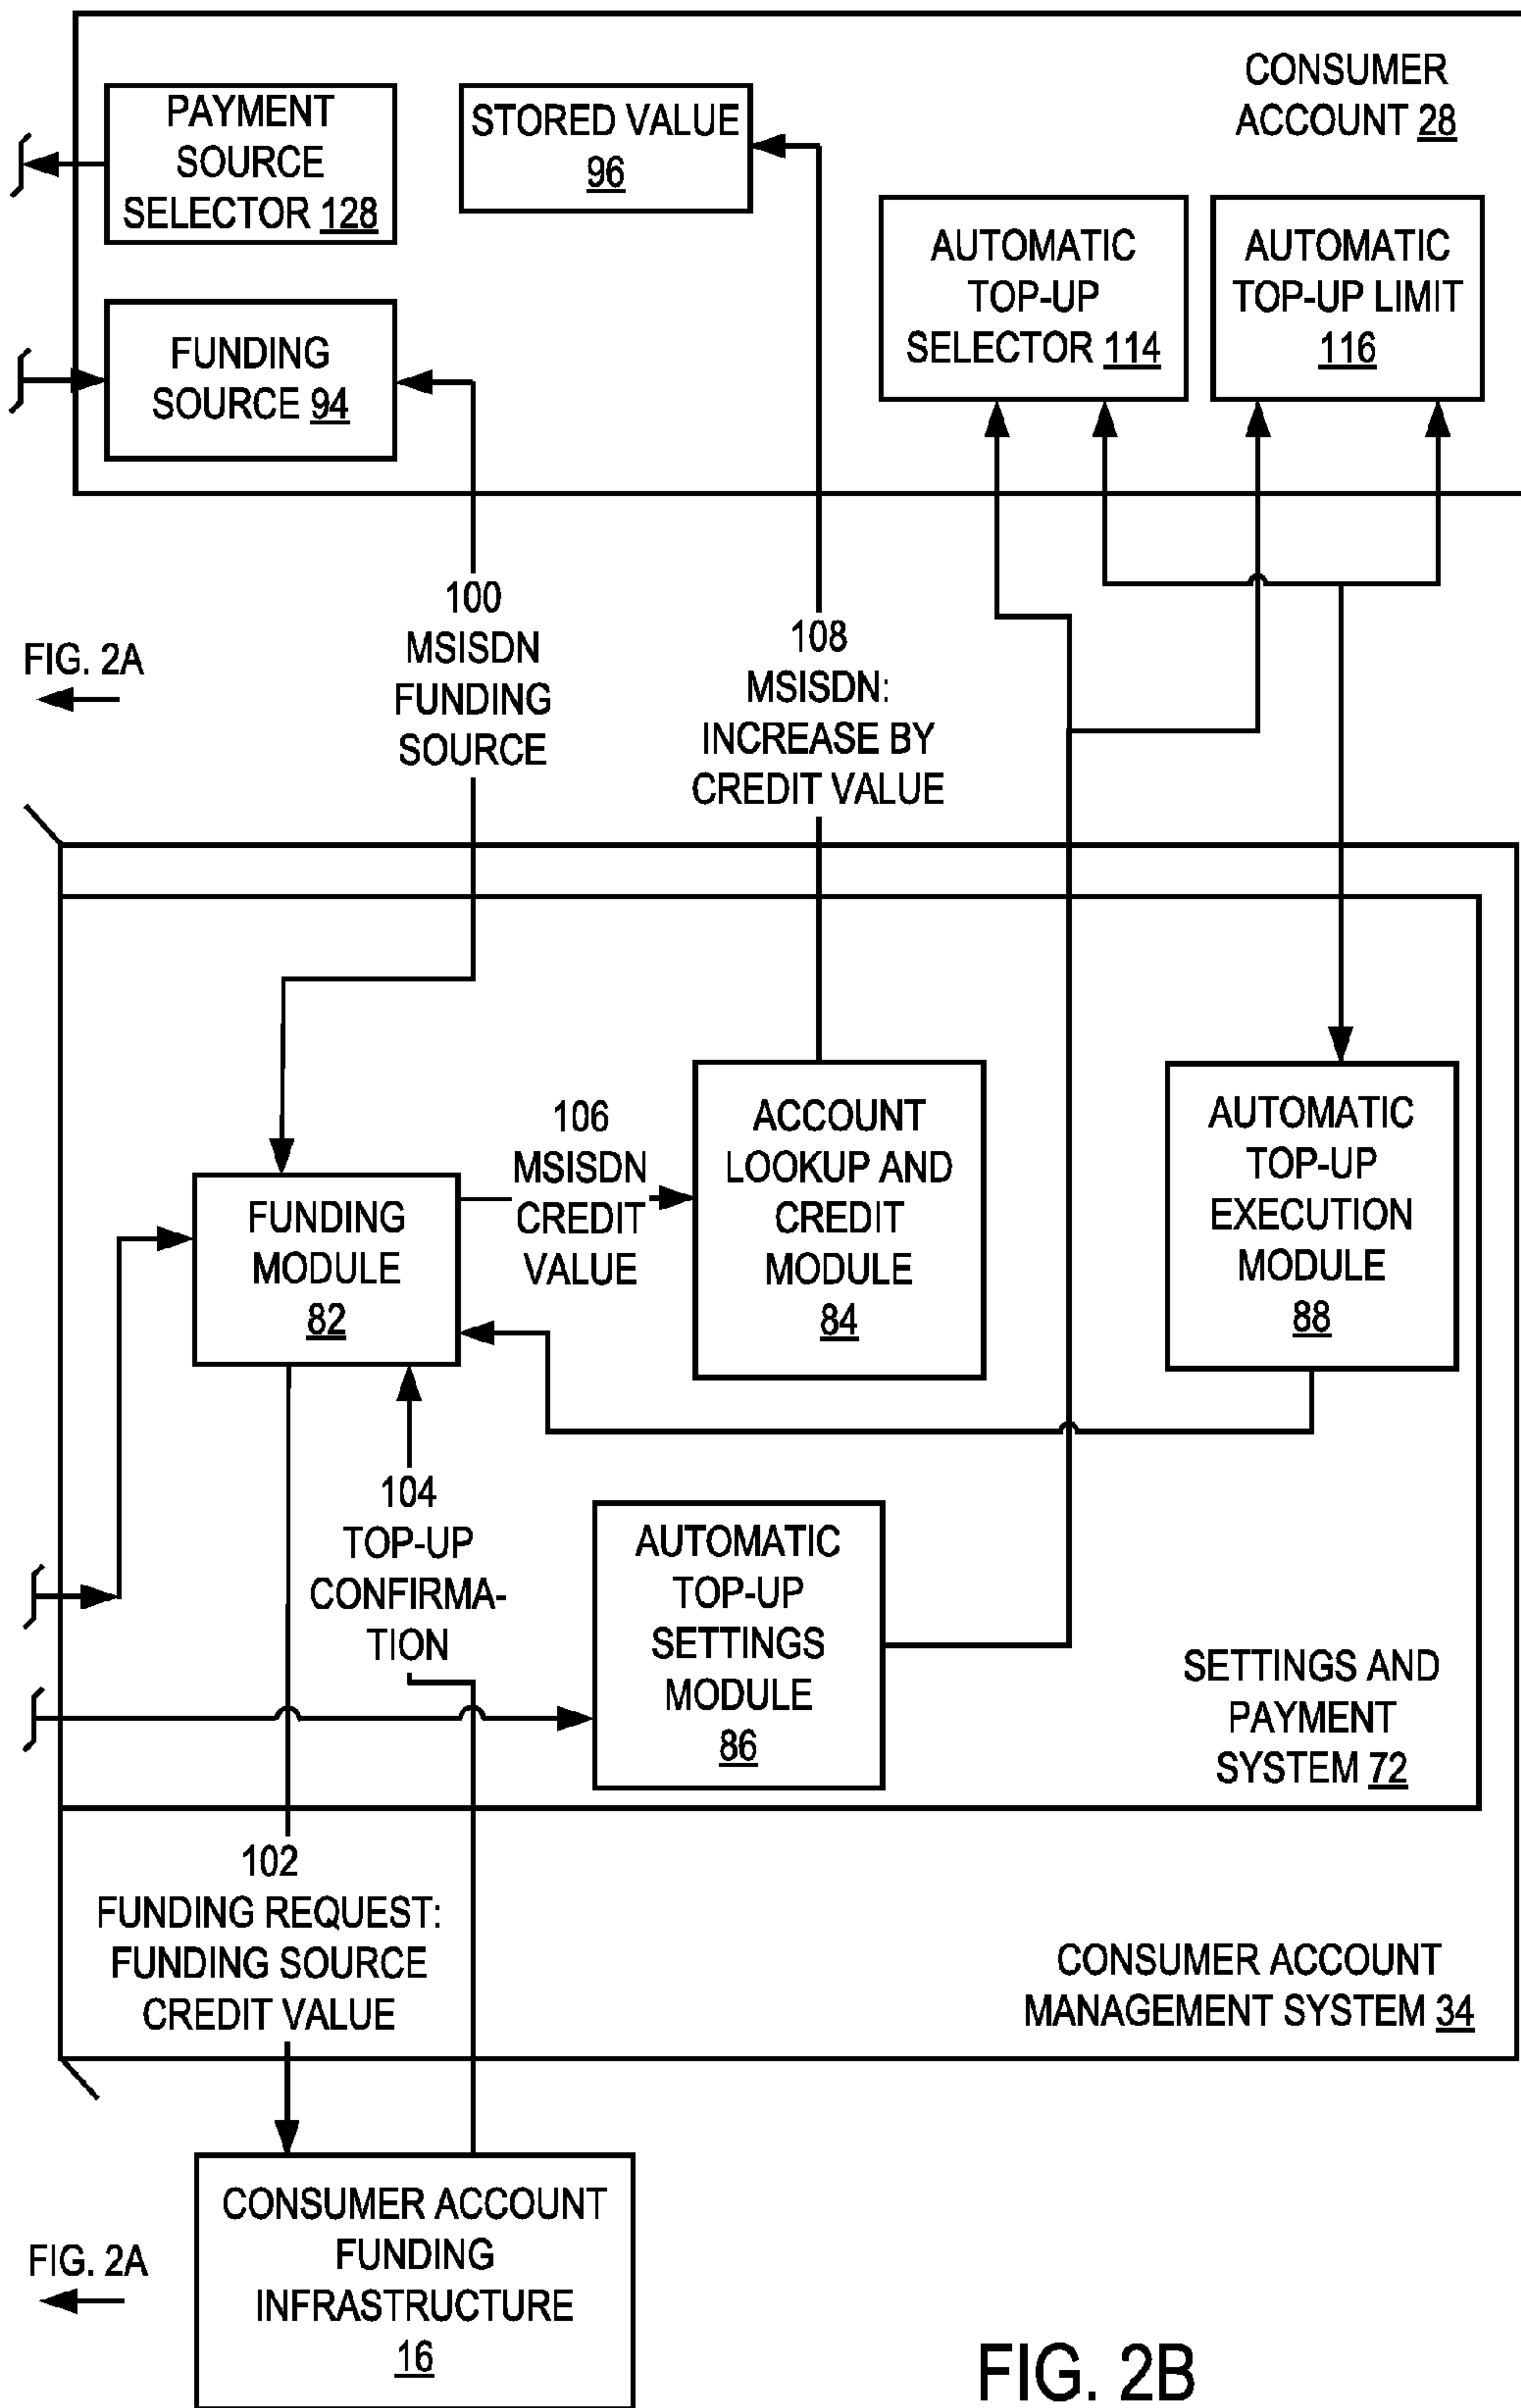 CONSUMER
ACCOUNT 28
PAYMENT
SOURCE
SELECTOR 128
STORED VALUE
96
AUTOMATIC
TOP-UP
SELECTOR 114
AUTOMATIC
TOP-UP LIMIT
116
FUNDING
SOURCE 94
100
MSISDN
FUNDING
SOURCE
108
MSISDN:
INCREASE BY
CREDIT VALUE
FIG. 2A
FUNDING
MODULE
82
106
MSISDN
CREDIT
VALUE
ACCOUNT
LOOKUP AND
CREDIT
MODULE
84
AUTOMATIC
TOP-UP
EXECUTION
MODULE
88
104
TOP-UP
CONFIRMA-
TION
AUTOMATIC
TOP-UP
SETTINGS
MODULE
86
SETTINGS AND
PAYMENT
SYSTEM 72
102
FUNDING REQUEST:
FUNDING SOURCE
CREDIT VALUE
CONSUMER ACCOUNT
MANAGEMENT SYSTEM 34
CONSUMER ACCOUNT
FUNDING
INFRASTRUCTURE
16
FIG. 2A
FIG. 2B